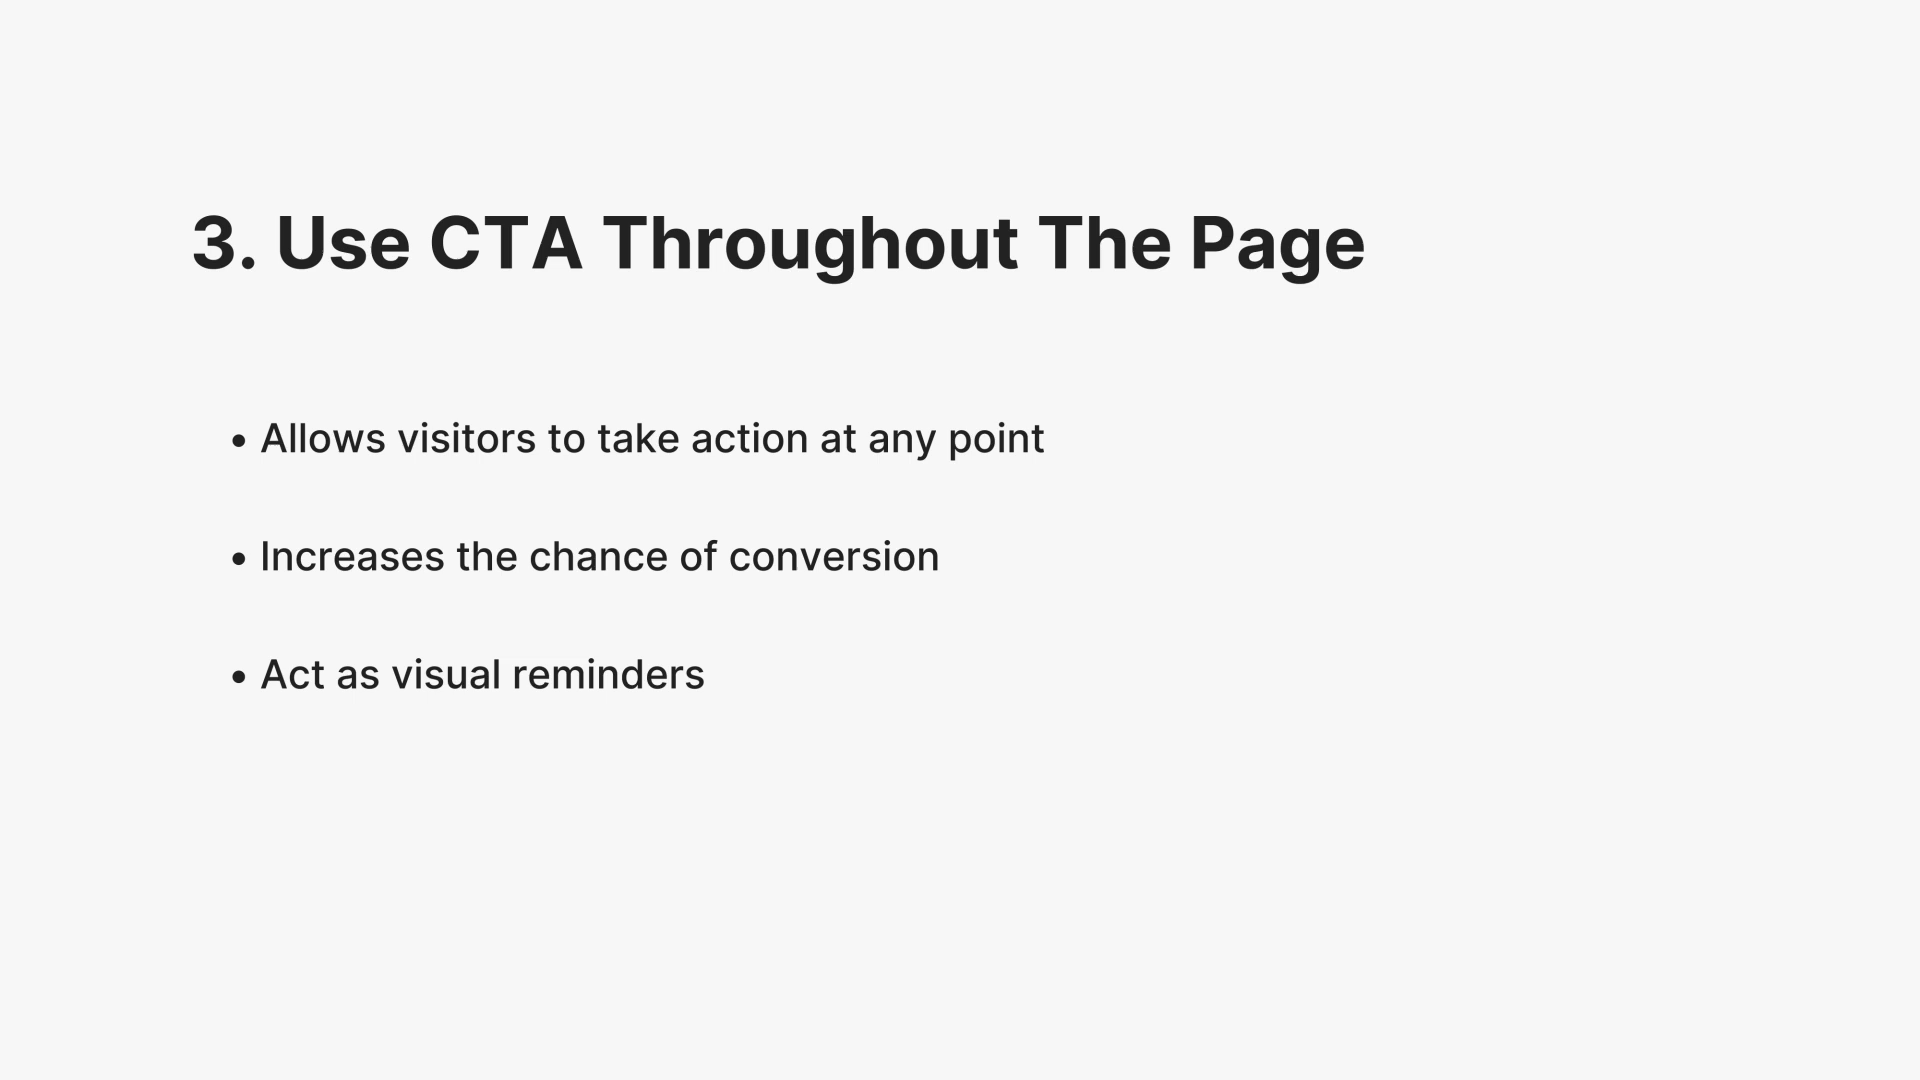 3. Use CTA Throughout The Page
• Allows visitors to take action at any point
• Increases the chance of conversion
• Act as visual reminders